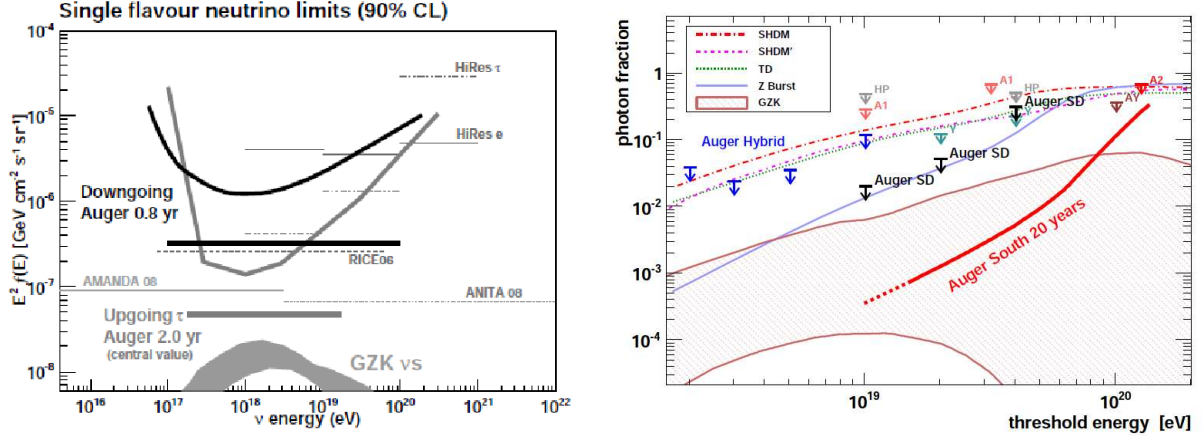 Single flavour neutrino limits (90% CL)
E² f(E) [GeV cm⁻² s⁻¹ sr⁻¹]
10⁻⁴
10⁻⁵
10⁻⁶
10⁻⁷
10⁻⁸
HiRes τ
HiRes e
Downgoing
Auger 0.8 yr
RICE06
AMANDA 08
ANITA 08
Upgoing τ
Auger 2.0 yr
(central value)
GZK νs
10¹⁶
10¹⁷
10¹⁸
10¹⁹
10²⁰
10²¹
10²²
ν energy (eV)
photon fraction
1
10⁻¹
10⁻²
10⁻³
10⁻⁴
SHDM
SHDM'
TD
Z Burst
GZK
HP
A1
A1
HP
A2
AY
Y
Y
Auger SD
Auger Hybrid
Auger SD
Auger SD
Auger South 20 years
10¹⁹
10²⁰
threshold energy [eV]